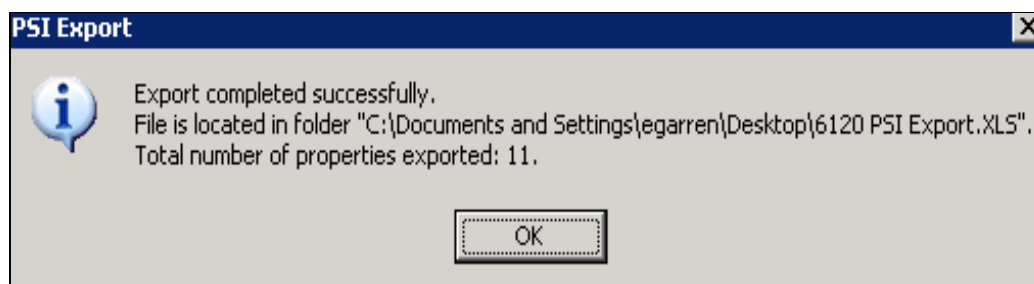 PSI Export
Export completed successfully.
File is located in folder "C:\Documents and Settings\egarren\Desktop\6120 PSI Export.XLS".
Total number of properties exported: 11.
OK